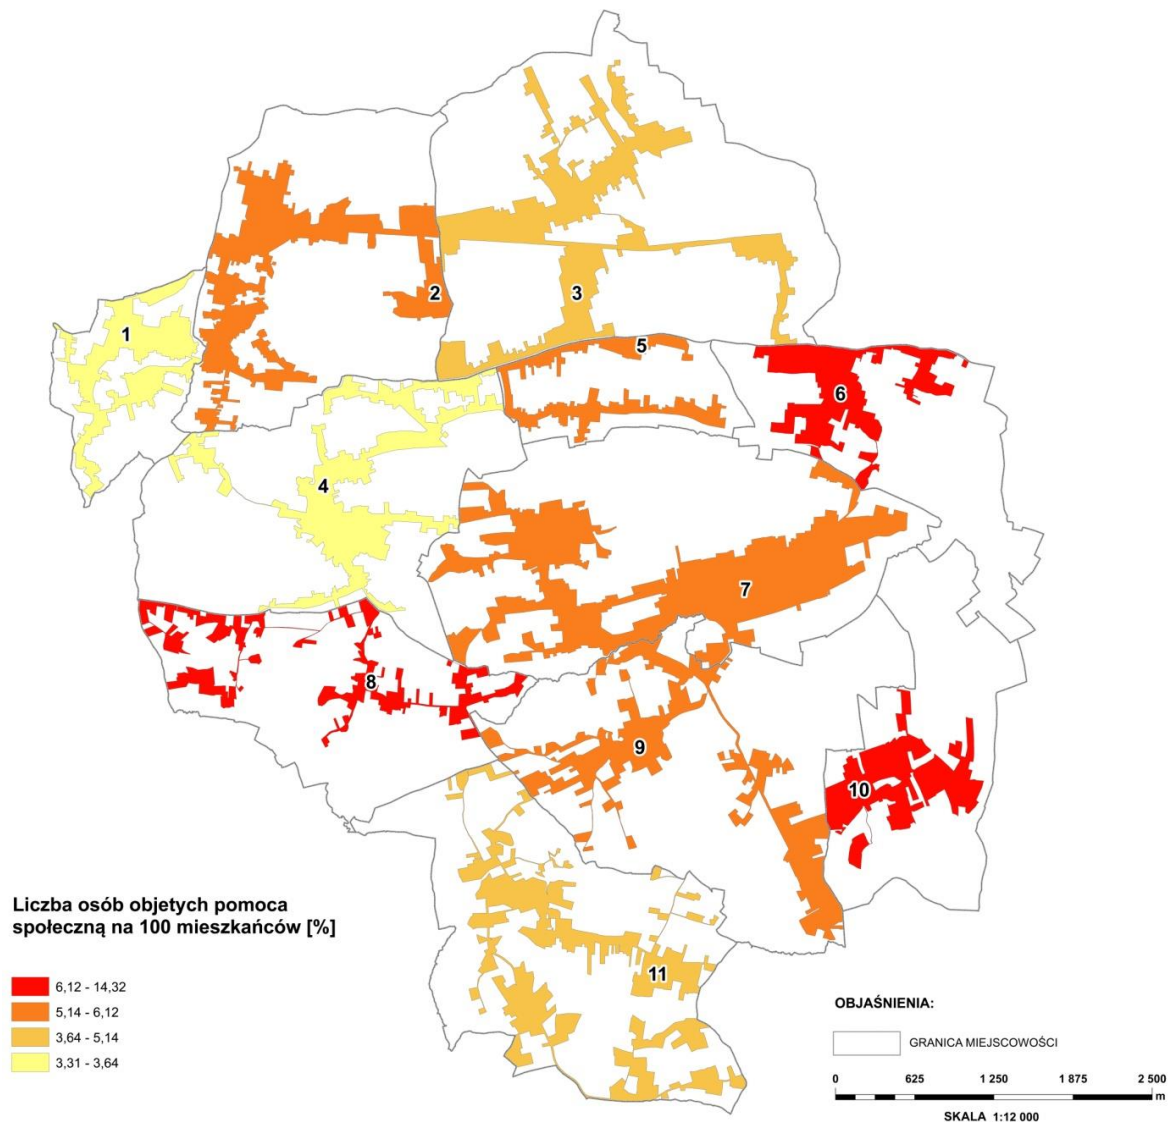 1
2
3
4
5
6
7
8
9
10
11
Liczba osób objetych pomoca
społeczną na 100 mieszkańców [%]
6,12 - 14,32
5,14 - 6,12
3,64 - 5,14
3,31 - 3,64
OBJAŚNIENIA:
GRANICA MIEJSCOWOŚCI
0 625 1 250 1 875 2 500
m
SKALA 1:12 000